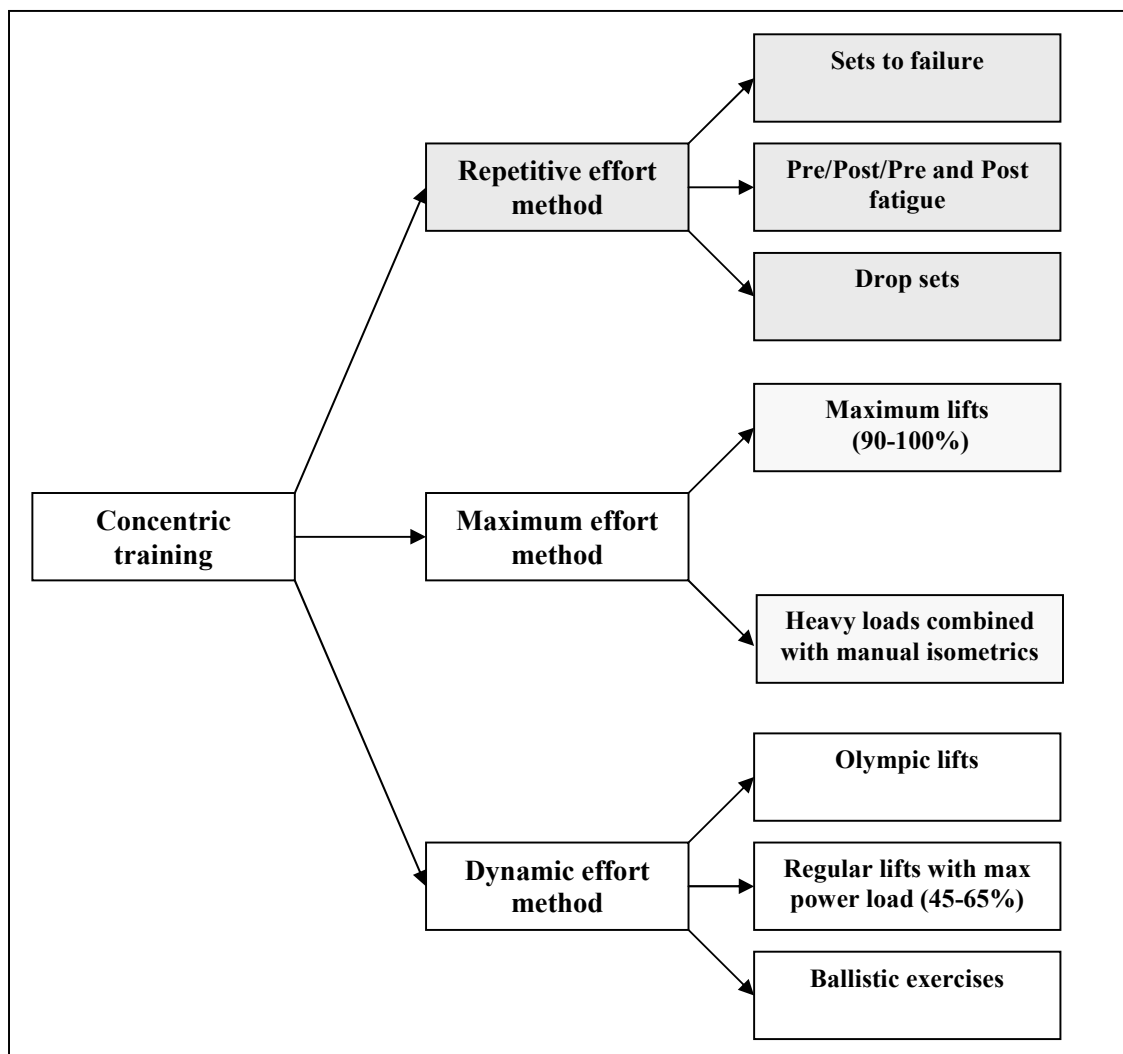 Sets to failure
Repetitive effort
method
Pre/Post/Pre and Post
fatigue
Drop sets
Maximum lifts
(90-100%)
Concentric
training
Maximum effort
method
Heavy loads combined
with manual isometrics
Olympic lifts
Dynamic effort
method
Regular lifts with max
power load (45-65%)
Ballistic exercises